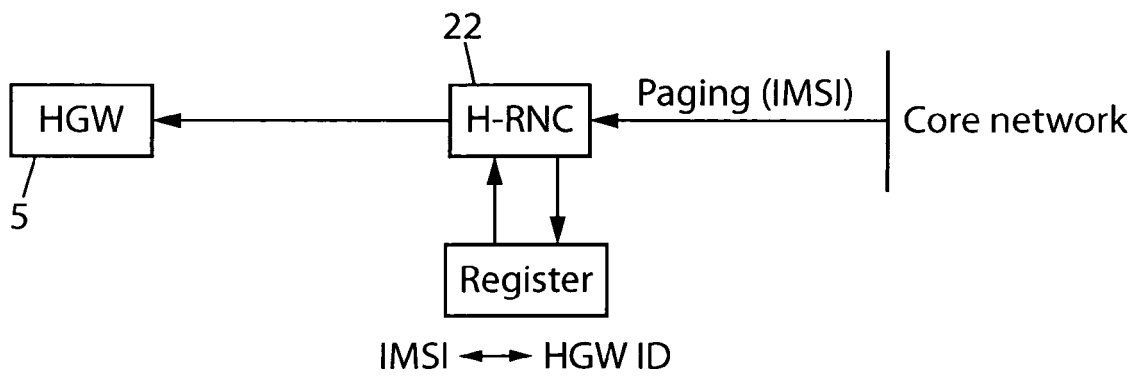 22
HGW
H-RNC
Paging (IMSI)
Core network
5
Register
IMSI ↔ HGW ID